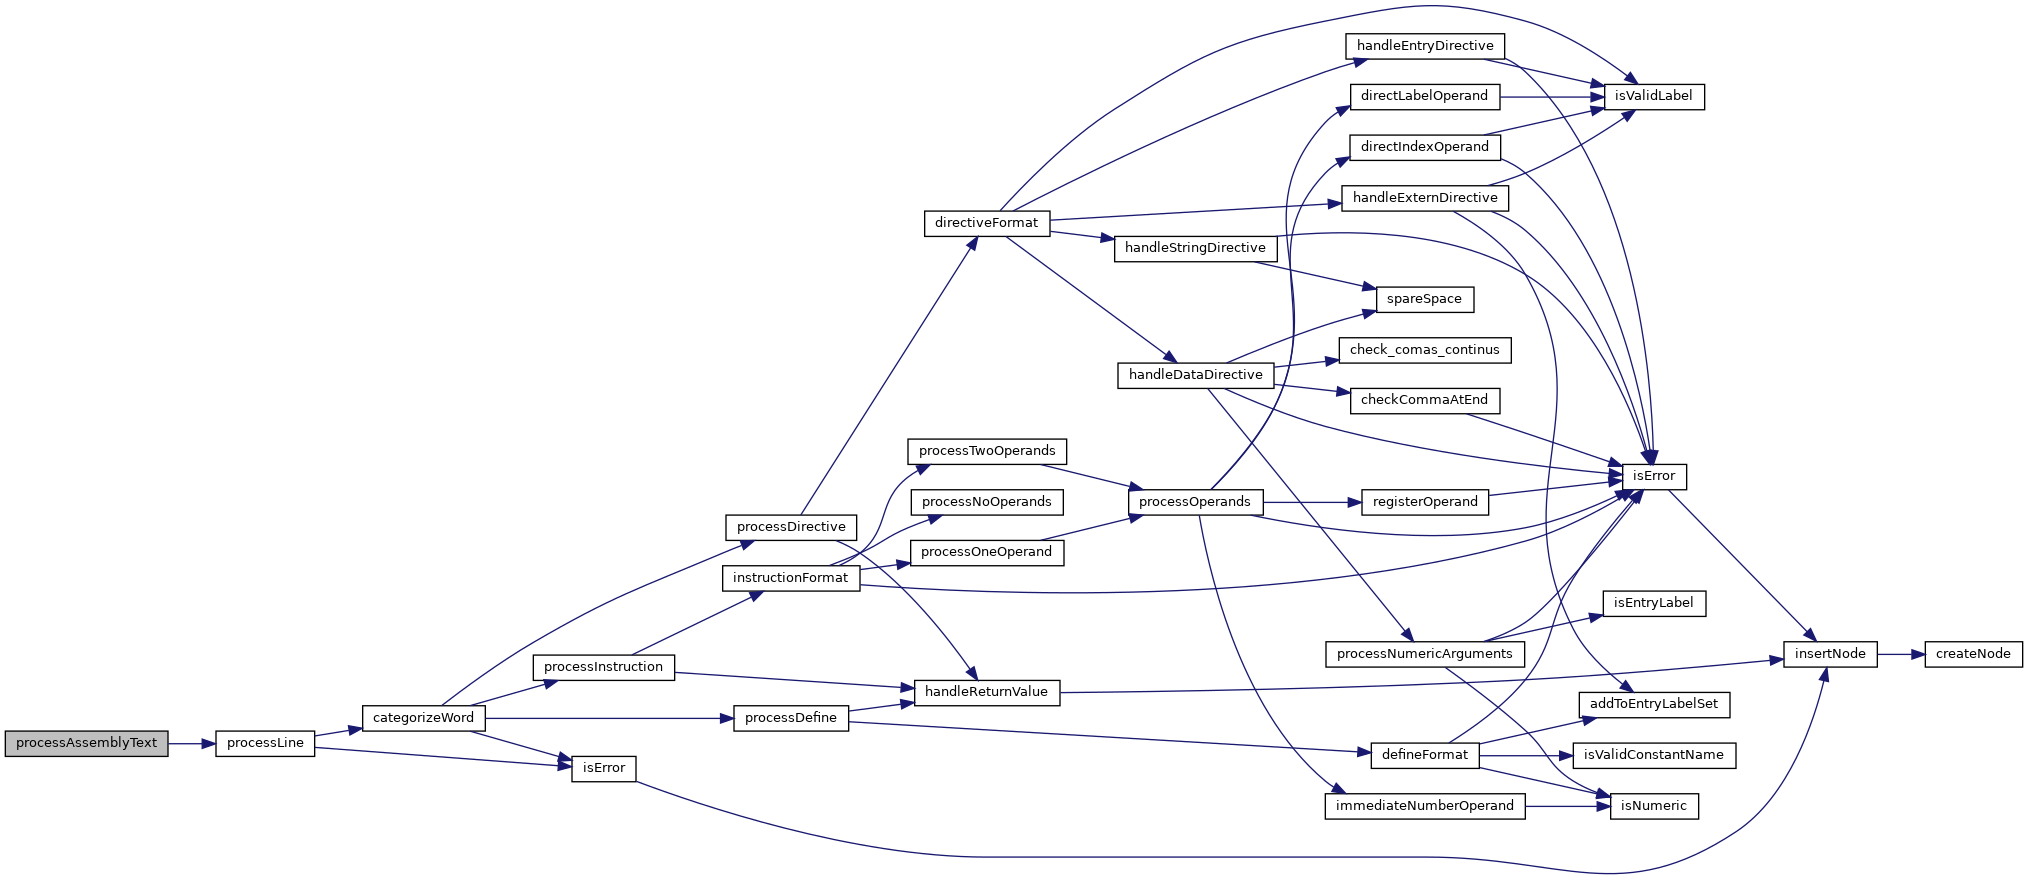 handleEntryDirective
directLabelOperand
isValidLabel
directIndexOperand
handleExternDirective
directiveFormat
handleStringDirective
spareSpace
check_comas_continus
handleDataDirective
checkCommaAtEnd
processTwoOperands
isError
processNoOperands
processOperands
registerOperand
processDirective
processOneOperand
instructionFormat
isEntryLabel
processNumericArguments
insertNode
createNode
processInstruction
handleReturnValue
addToEntryLabelSet
categorizeWord
processDefine
processAssemblyText
processLine
defineFormat
isValidConstantName
isError
immediateNumberOperand
isNumeric